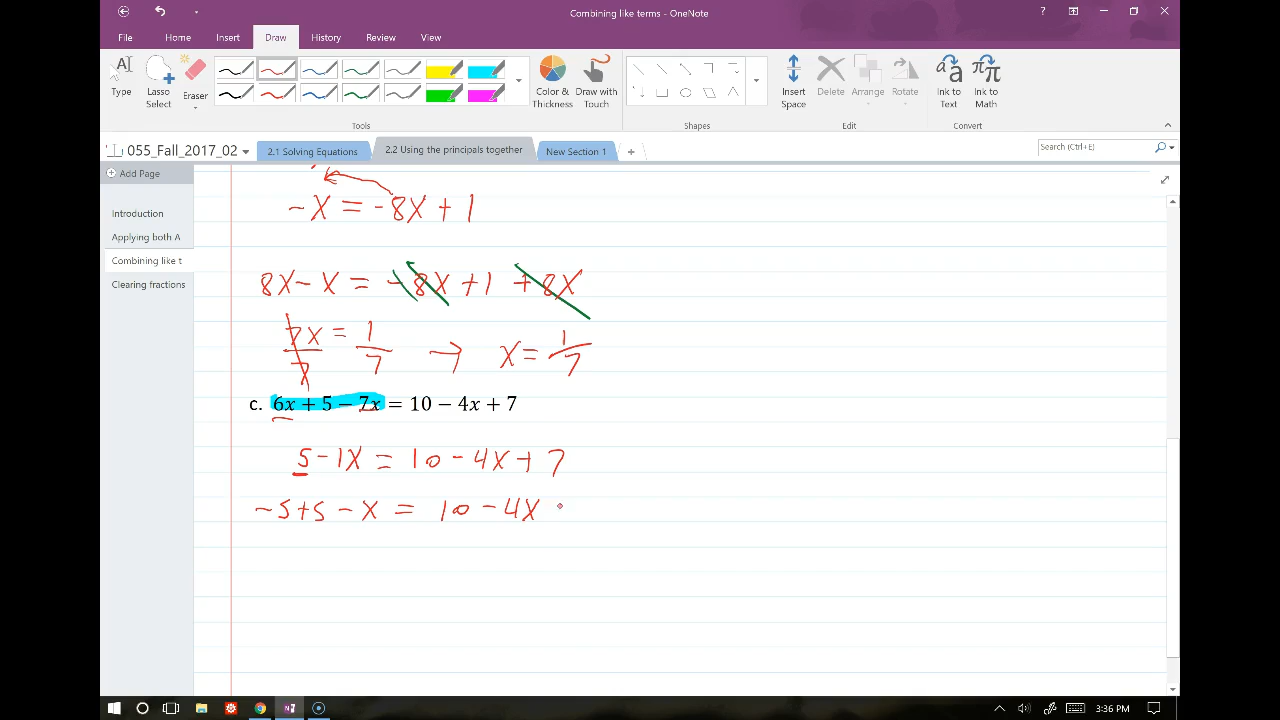 Combining like terms - OneNote
?
File Home Insert Draw History Review View
Type
Lasso Select
Eraser
Color & Thickness
Draw with Touch
Insert Space
Delete
Arrange
Rotate
Ink to Text
Ink to Math
Tools Shapes Edit Convert
055_Fall_2017_02
2.1 Solving Equations
2.2 Using the principals together
New Section 1
Search (Ctrl+E)
Add Page
Introduction
Applying both A
Combining like t
Clearing fractions
-X = -8X + 1
8X - X = -8X + 1 + 8X
7X/7 = 1/7 → X = 1/7
c. 6x + 5 − 7x = 10 − 4x + 7
5 - 1X = 10 - 4X + 7
-5+5 - X = 10 - 4X
3:36 PM